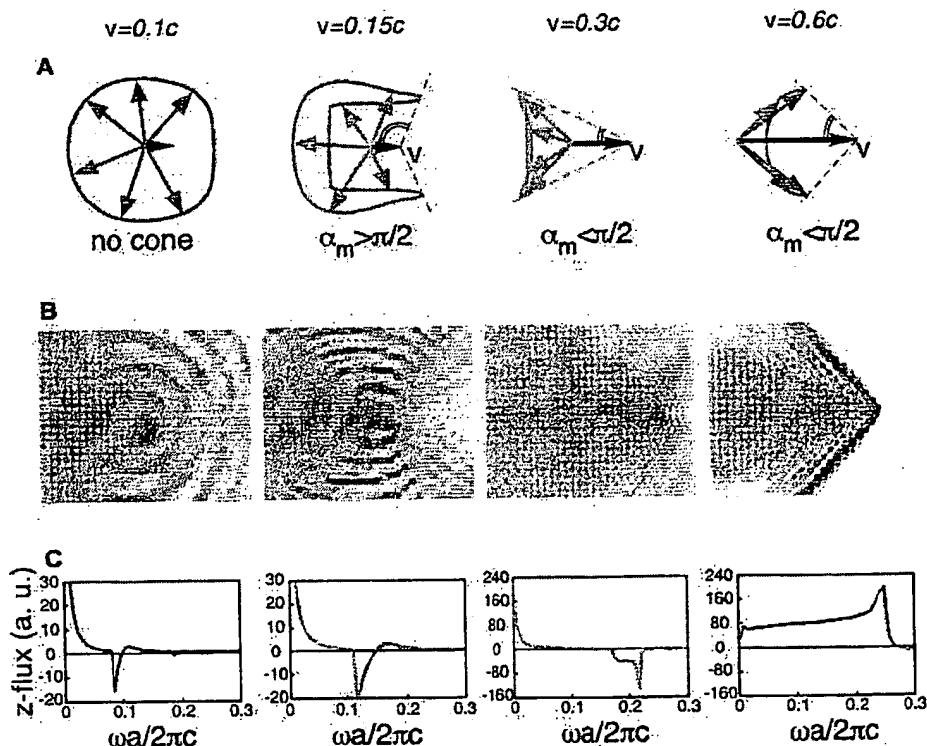 v=0.1c v=0.15c v=0.3c v=0.6c
A
V V V
no cone αm>π/2 αm<π/2 αm<π/2
B
C
z-flux (a. u.)
30 30 240 240
20 20 160 160
10 10 80 80
0 0 0 0
-10 -10 -80 -80
-20 -20 -160 -160
0 0.1 0.2 0.3 0 0.1 0.2 0.3 0 0.1 0.2 0.3 0 0.1 0.2 0.3
ωa/2πc ωa/2πc ωa/2πc ωa/2πc